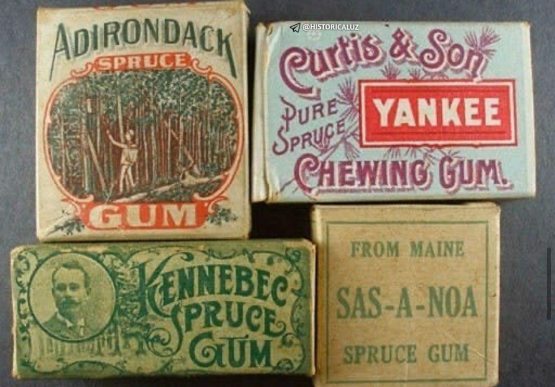 @HISTORICALUZ
ADIRONDACK
SPRUCE
GUM
Curtis & Son
PURE
SPRUCE
YANKEE
CHEWING GUM.
KENNEBEC
SPRUCE
GUM
FROM MAINE
SAS-A-NOA
SPRUCE GUM